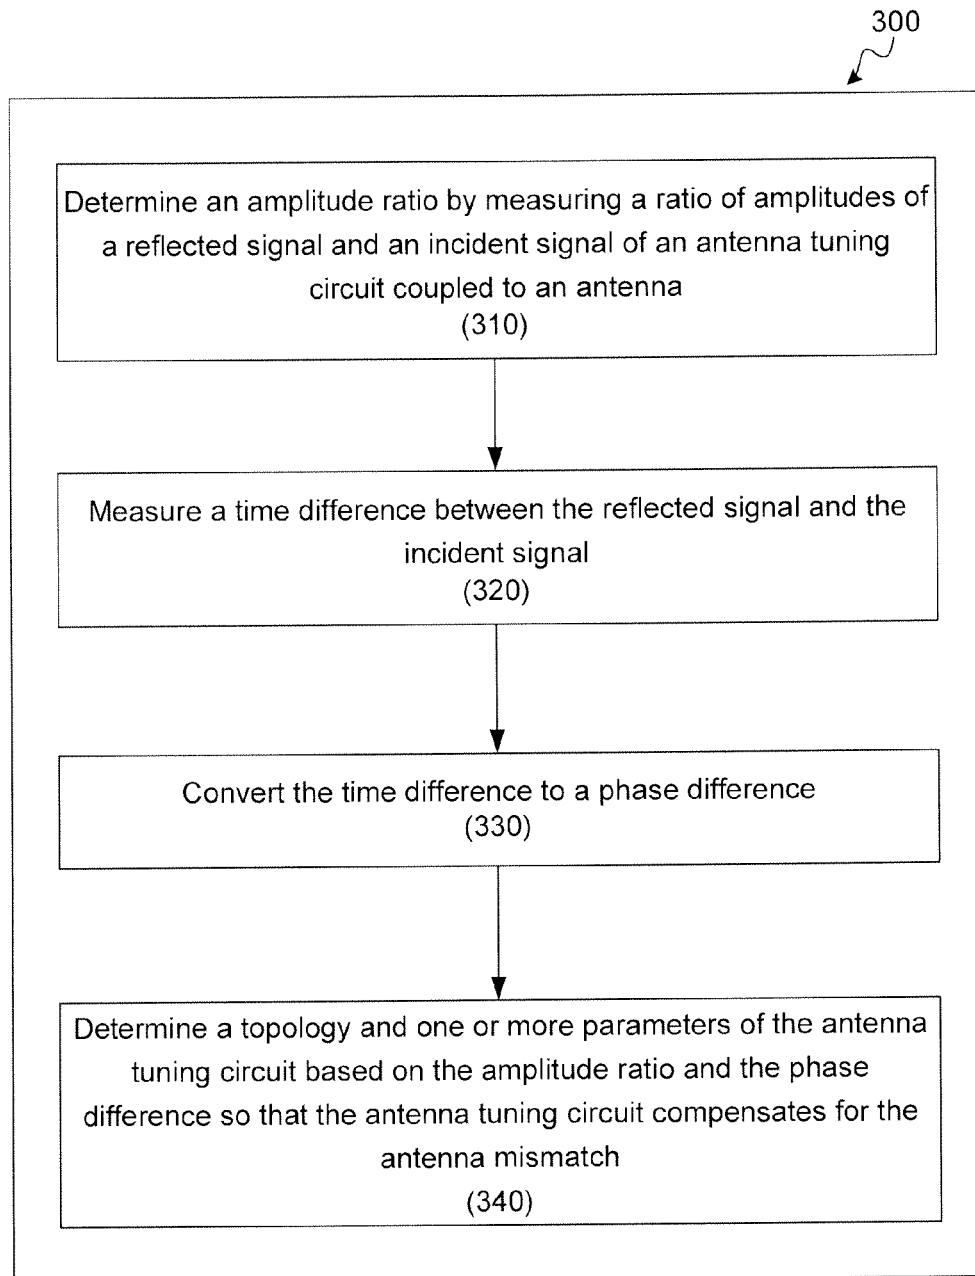 300
Determine an amplitude ratio by measuring a ratio of amplitudes of
a reflected signal and an incident signal of an antenna tuning
circuit coupled to an antenna
(310)
Measure a time difference between the reflected signal and the
incident signal
(320)
Convert the time difference to a phase difference
(330)
Determine a topology and one or more parameters of the antenna
tuning circuit based on the amplitude ratio and the phase
difference so that the antenna tuning circuit compensates for the
antenna mismatch
(340)